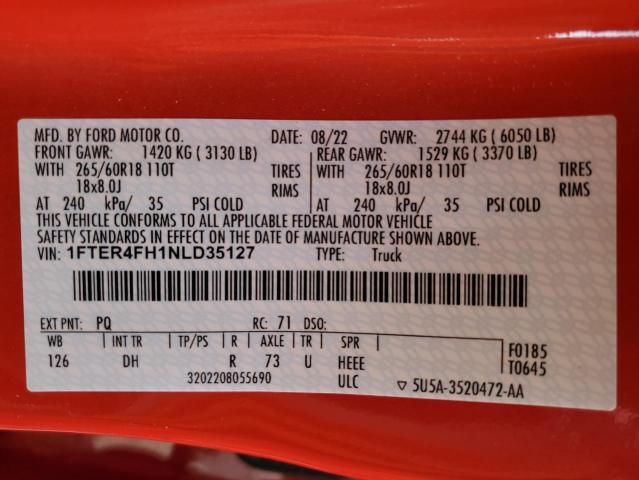 MFD. BY FORD MOTOR CO. DATE: 08/22 GVWR: 2744 KG ( 6050 LB)
FRONT GAWR: 1420 KG ( 3130 LB) REAR GAWR: 1529 KG ( 3370 LB)
WITH 265/60R18 110T TIRES WITH 265/60R18 110T TIRES
18x8.0J RIMS 18x8.0J RIMS
AT 240 kPa/ 35 PSI COLD AT 240 kPa/ 35 PSI COLD
THIS VEHICLE CONFORMS TO ALL APPLICABLE FEDERAL MOTOR VEHICLE
SAFETY STANDARDS IN EFFECT ON THE DATE OF MANUFACTURE SHOWN ABOVE.
VIN: 1FTER4FH1NLD35127 TYPE: Truck
EXT PNT: PQ RC: 71 DSO:
WB INT TR TP/PS R AXLE TR SPR F0185
126 DH R 73 U HEEE T0645
3202208055690 ULC ▽ 5U5A-3520472-AA